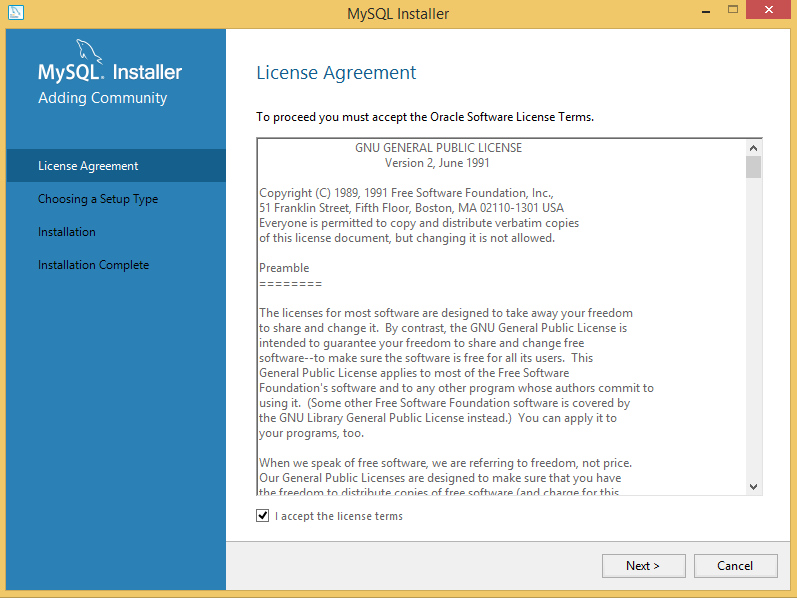 MySQL Installer
MySQL. Installer
Adding Community
License Agreement
Choosing a Setup Type
Installation
Installation Complete
License Agreement
To proceed you must accept the Oracle Software License Terms.
GNU GENERAL PUBLIC LICENSE
Version 2, June 1991
Copyright (C) 1989, 1991 Free Software Foundation, Inc.,
51 Franklin Street, Fifth Floor, Boston, MA 02110-1301 USA
Everyone is permitted to copy and distribute verbatim copies
of this license document, but changing it is not allowed.
Preamble
========
The licenses for most software are designed to take away your freedom
to share and change it.  By contrast, the GNU General Public License is
intended to guarantee your freedom to share and change free
software--to make sure the software is free for all its users.  This
General Public License applies to most of the Free Software
Foundation's software and to any other program whose authors commit to
using it.  (Some other Free Software Foundation software is covered by
the GNU Library General Public License instead.)  You can apply it to
your programs, too.
When we speak of free software, we are referring to freedom, not price.
Our General Public Licenses are designed to make sure that you have
the freedom to distribute copies of free software (and charge for this
I accept the license terms
Next >
Cancel